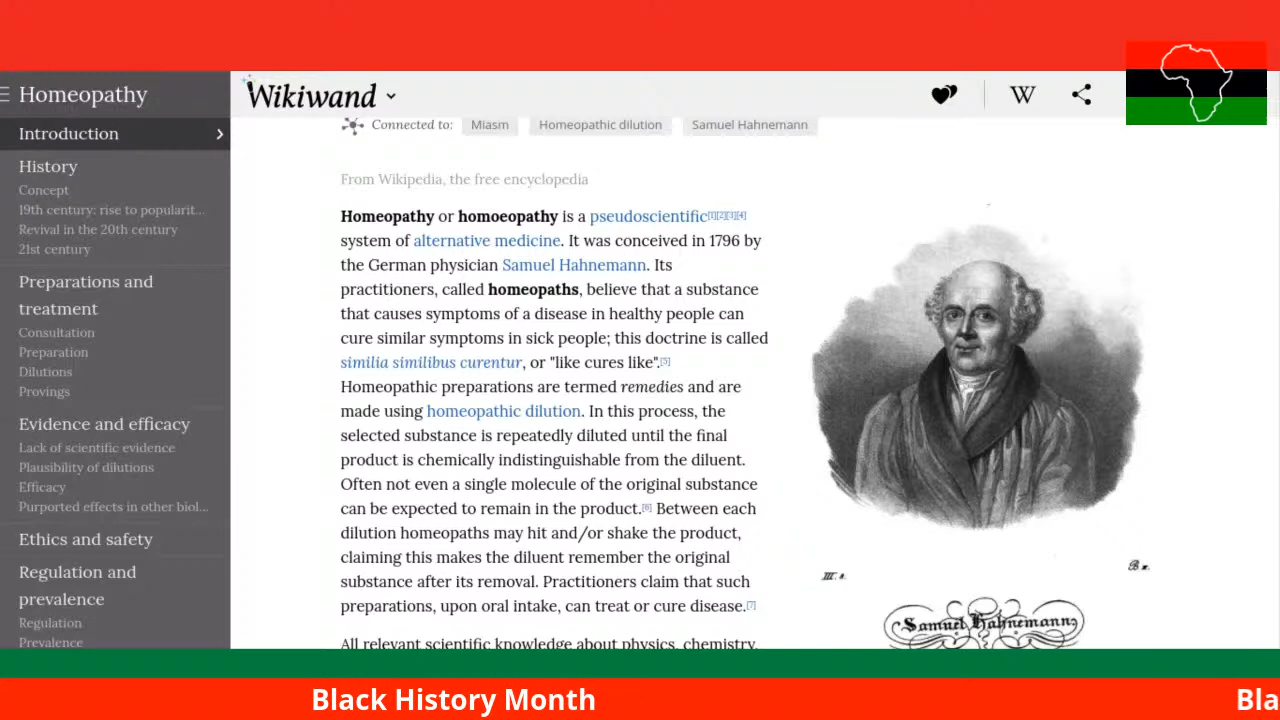 Homeopathy
Introduction
History
Concept
19th century: rise to popularit...
Revival in the 20th century
21st century
Preparations and
treatment
Consultation
Preparation
Dilutions
Provings
Evidence and efficacy
Lack of scientific evidence
Plausibility of dilutions
Efficacy
Purported effects in other biol...
Ethics and safety
Regulation and
prevalence
Regulation
Prevalence
Wikiwand
W
Connected to: Miasm Homeopathic dilution Samuel Hahnemann
From Wikipedia, the free encyclopedia
Homeopathy or homoeopathy is a pseudoscientific[1][2][3][4]
system of alternative medicine. It was conceived in 1796 by
the German physician Samuel Hahnemann. Its
practitioners, called homeopaths, believe that a substance
that causes symptoms of a disease in healthy people can
cure similar symptoms in sick people; this doctrine is called
similia similibus curentur, or "like cures like".[5]
Homeopathic preparations are termed remedies and are
made using homeopathic dilution. In this process, the
selected substance is repeatedly diluted until the final
product is chemically indistinguishable from the diluent.
Often not even a single molecule of the original substance
can be expected to remain in the product.[6] Between each
dilution homeopaths may hit and/or shake the product,
claiming this makes the diluent remember the original
substance after its removal. Practitioners claim that such
preparations, upon oral intake, can treat or cure disease.[7]
All relevant scientific knowledge about physics, chemistry,
Samuel Hahnemann
Black History Month
Bla